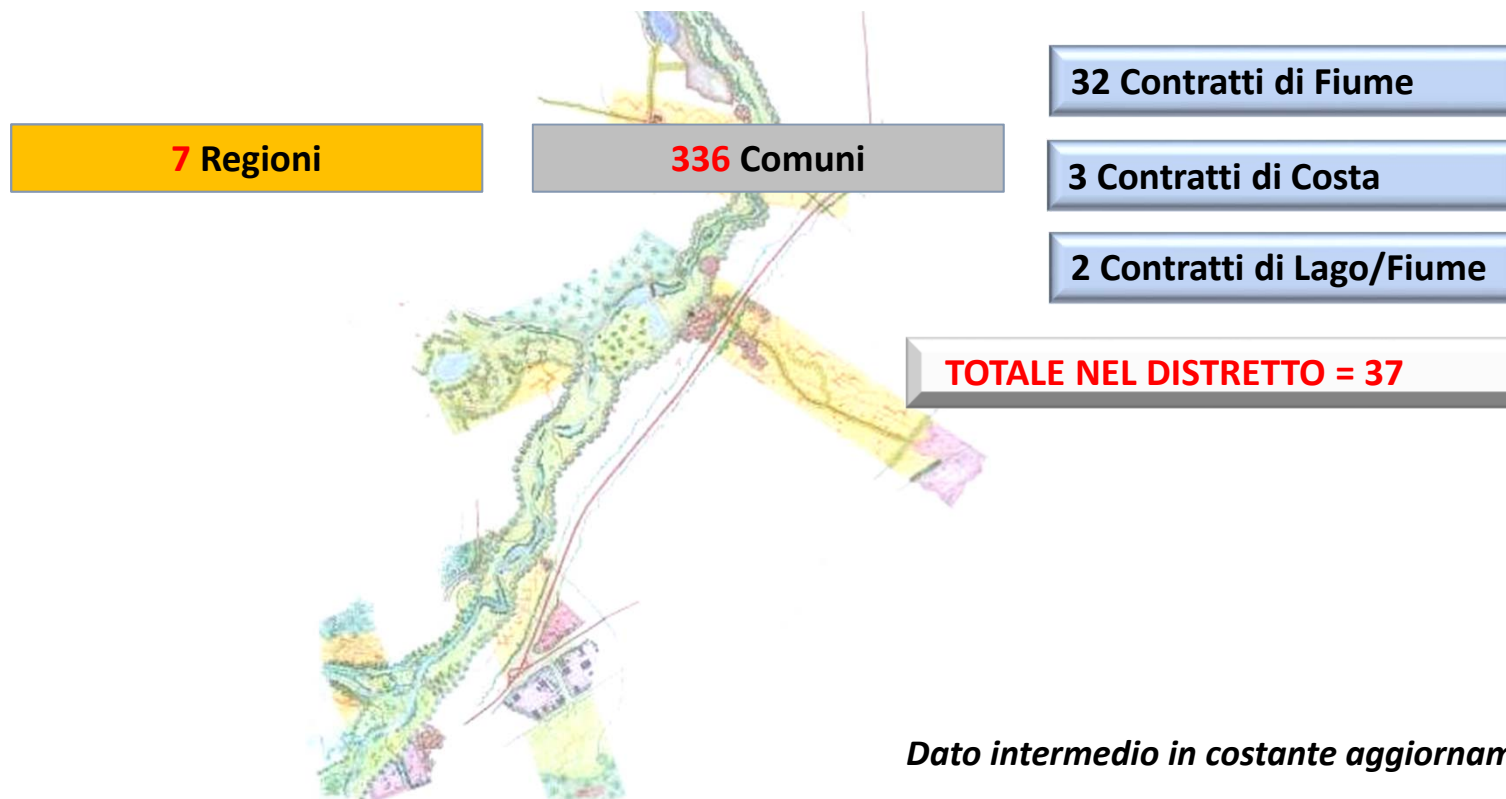 32 Contratti di Fiume
7 Regioni
336 Comuni
3 Contratti di Costa
2 Contratti di Lago/Fiume
TOTALE NEL DISTRETTO = 37
Dato intermedio in costante